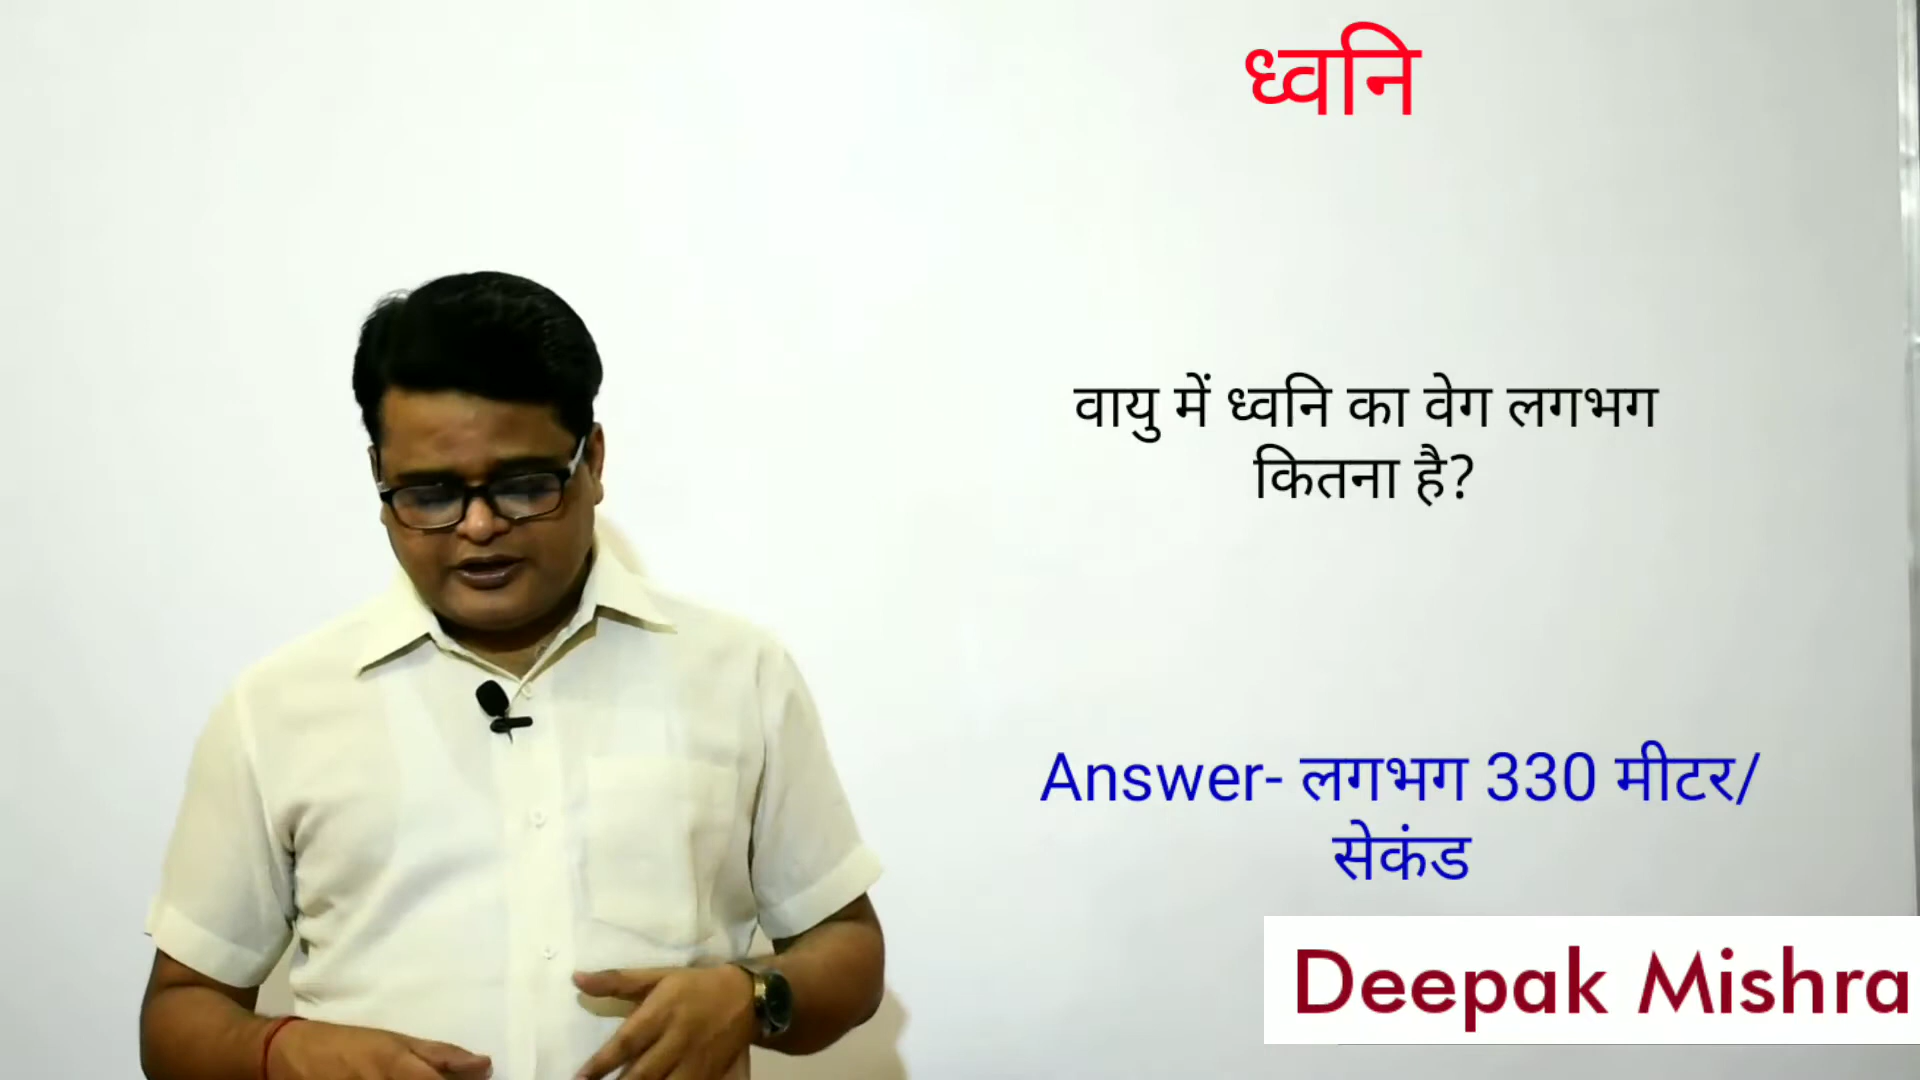 ध्वनि
वायु में ध्वनि का वेग लगभग
कितना है?
Answer- लगभग 330 मीटर/
सेकंड
Deepak Mishra